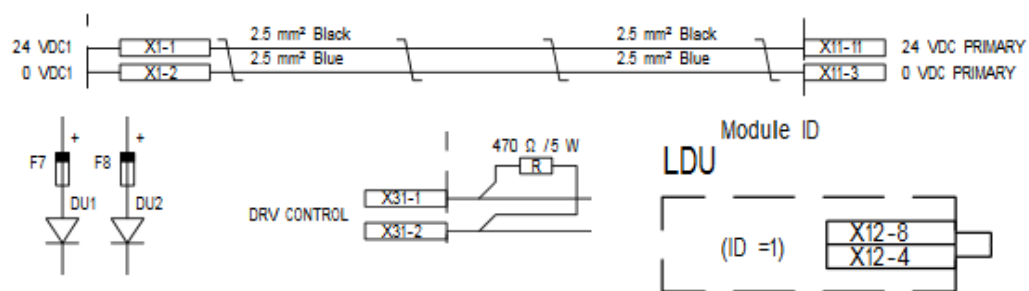 24 VDC1 X1-1 2.5 mm² Black 2.5 mm² Black X11-11 24 VDC PRIMARY
0 VDC1 X1-2 2.5 mm² Blue 2.5 mm² Blue X11-3 0 VDC PRIMARY
+ +
F7 F8
DU1 DU2
470 Ω /5 W
R
X31-1
DRV CONTROL
X31-2
Module ID
LDU
X12-8
(ID =1)
X12-4